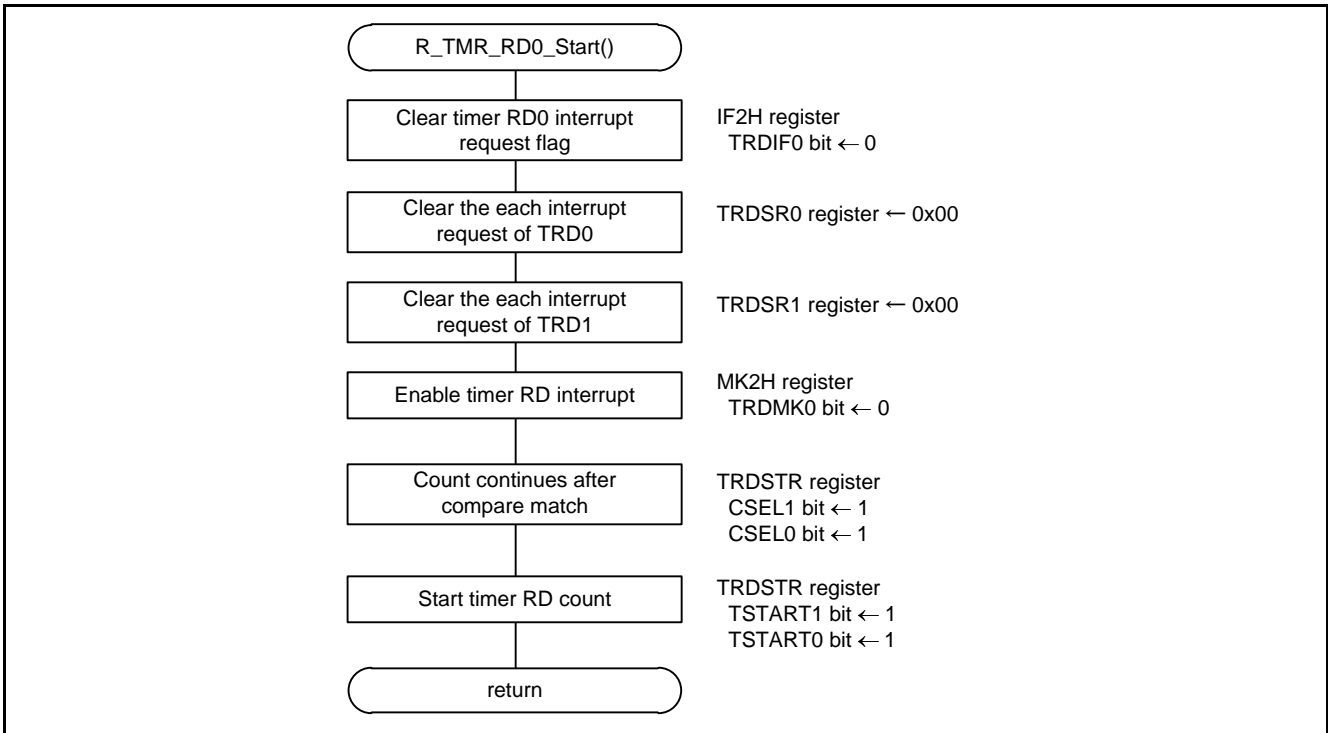 R_TMR_RD0_Start()
Clear timer RD0 interrupt
request flag
IF2H register
TRDIF0 bit ← 0
Clear the each interrupt
request of TRD0
TRDSR0 register ← 0x00
Clear the each interrupt
request of TRD1
TRDSR1 register ← 0x00
Enable timer RD interrupt
MK2H register
TRDMK0 bit ← 0
Count continues after
compare match
TRDSTR register
CSEL1 bit ← 1
CSEL0 bit ← 1
Start timer RD count
TRDSTR register
TSTART1 bit ← 1
TSTART0 bit ← 1
return